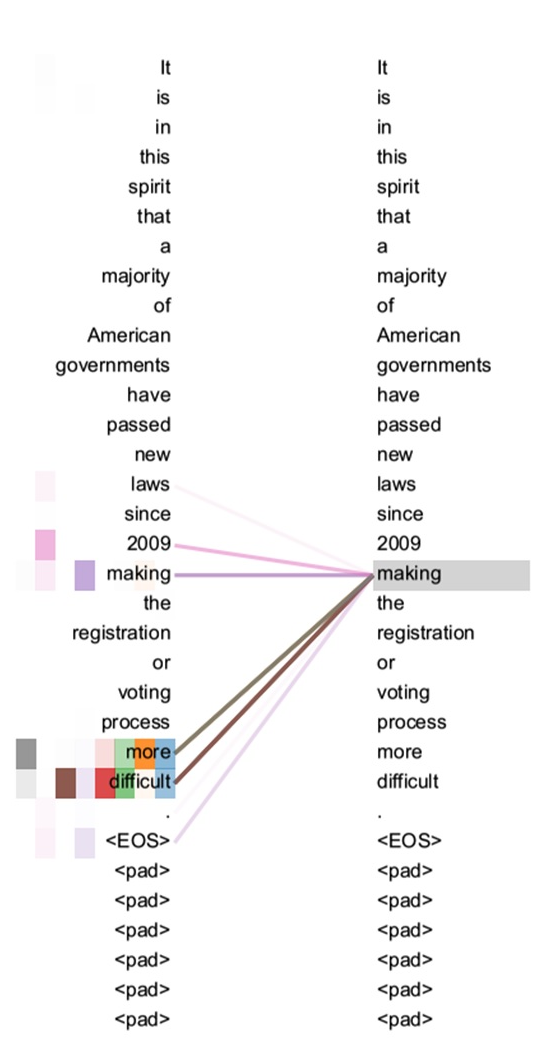 It It
is is
in in
this this
spirit spirit
that that
a a
majority majority
of of
American American
governments governments
have have
passed passed
new new
laws laws
since since
2009 2009
making making
the the
registration registration
or or
voting voting
process process
more more
difficult difficult
. .
<EOS> <EOS>
<pad> <pad>
<pad> <pad>
<pad> <pad>
<pad> <pad>
<pad> <pad>
<pad> <pad>